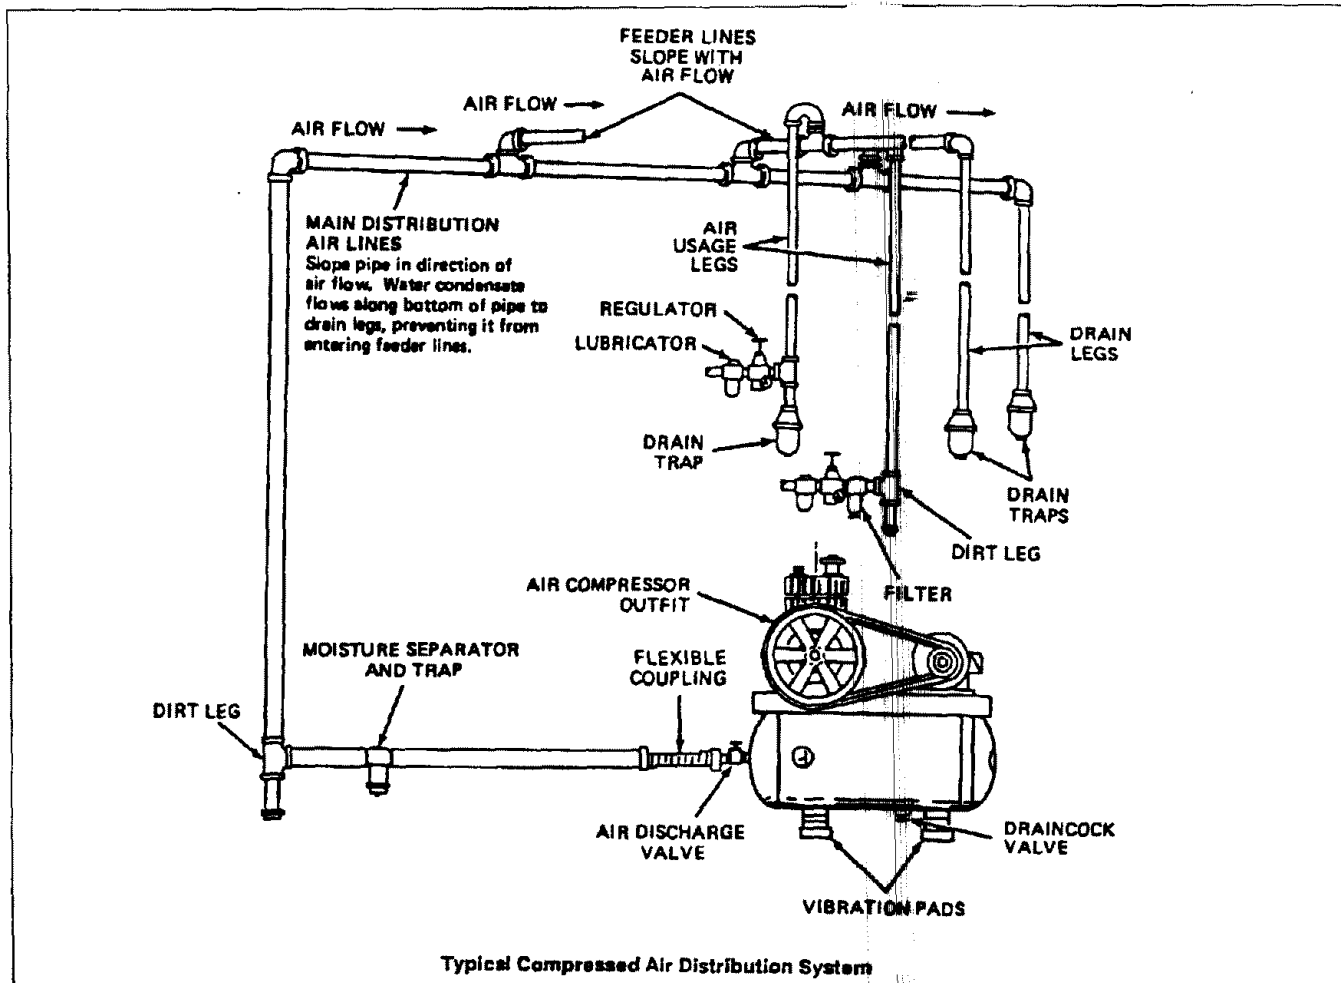 FEEDER LINES
SLOPE WITH
AIR FLOW
AIR FLOW
AIR FLOW
AIR FLOW
MAIN DISTRIBUTION
AIR LINES
Slope pipe in direction of
air flow. Water condensate
flows along bottom of pipe to
drain legs, preventing it from
entering feeder lines.
AIR
USAGE
LEGS
REGULATOR
LUBRICATOR
DRAIN
LEGS
DRAIN
TRAP
DRAIN
TRAPS
DIRT LEG
FILTER
AIR COMPRESSOR
OUTFIT
MOISTURE SEPARATOR
AND TRAP
FLEXIBLE
COUPLING
DIRT LEG
AIR DISCHARGE
VALVE
DRAINCOCK
VALVE
VIBRATION PADS
Typical Compressed Air Distribution System